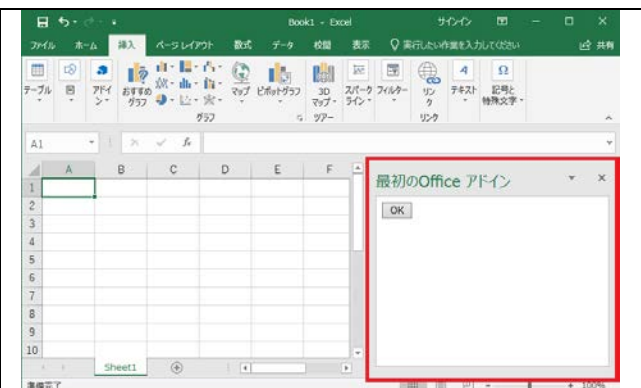 Book1 - Excel
サインイン
ファイル ホーム 挿入 ページ レイアウト 数式 データ 校閲 表示 実行したい作業を入力してください 共有
テーブル 図 アドイン おすすめグラフ マップ ピボットグラフ 3Dマップ スパークライン フィルター リンク テキスト 記号と特殊文字
グラフ ツアー リンク
A1 fx
A B C D E F
最初のOffice アドイン
1
OK
2
3
4
5
6
7
8
9
10
Sheet1
準備完了 100%